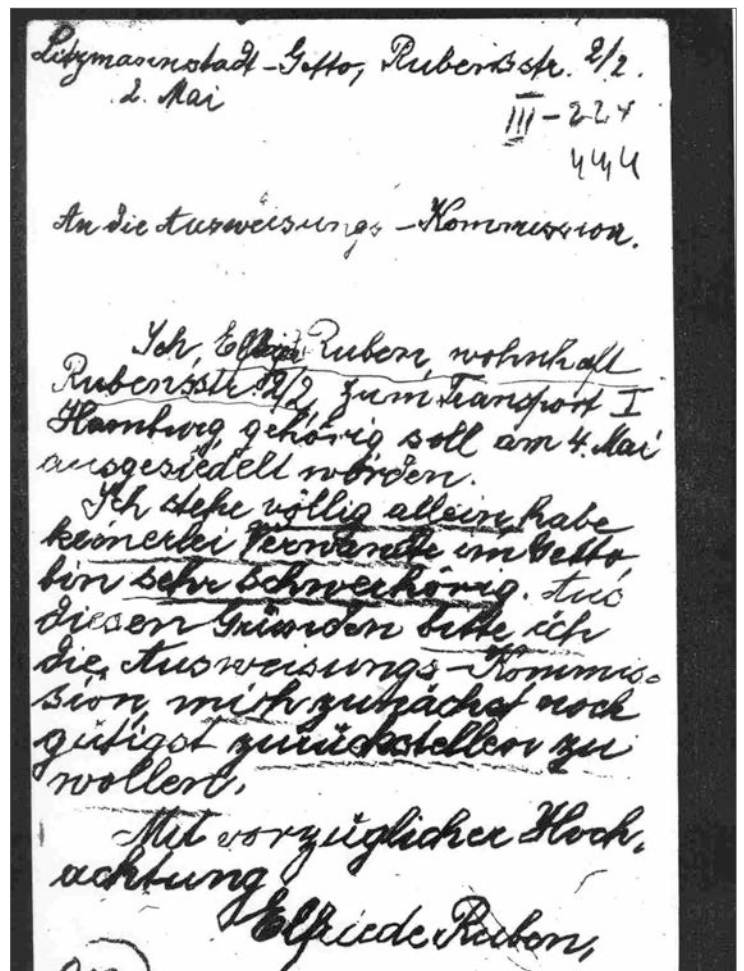 Litzmannstadt-Getto, Rubensstr. 2/2.
2. Mai
III - 224
444
An die Ausweisungs-Kommission.
Ich, Elfriede Ruben, wohnhaft
Rubensstr. 2/2, zum Transport I
Hamburg, gehörig soll am 4. Mai
ausgesiedelt werden.
Ich stehe völlig allein, habe
keinerlei Verwandte im Getto,
bin sehr schwerhörig. Aus
diesen Gründen bitte ich
die, Ausweisungs-Kommis-
sion, mich zunächst noch
gütigst zurückstellen zu
wollen.
Mit vorzüglicher Hoch-
achtung
Elfriede Ruben,